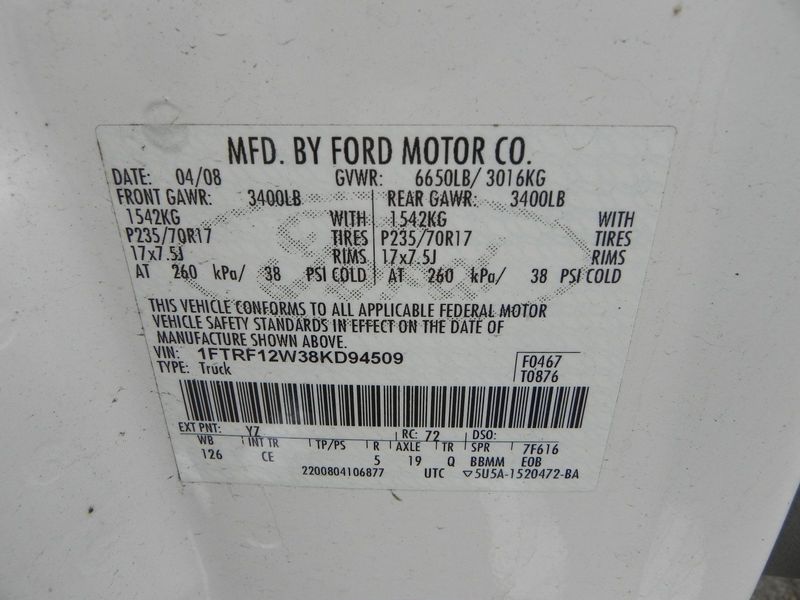 MFD. BY FORD MOTOR CO.
DATE: 04/08 GVWR: 6650LB/ 3016KG
FRONT GAWR: 3400LB REAR GAWR: 3400LB
1542KG WITH 1542KG WITH
P235/70R17 TIRES P235/70R17 TIRES
17x7.5J RIMS 17x7.5J RIMS
AT 260 kPa/ 38 PSI COLD AT 260 kPa/ 38 PSI COLD
THIS VEHICLE CONFORMS TO ALL APPLICABLE FEDERAL MOTOR
VEHICLE SAFETY STANDARDS IN EFFECT ON THE DATE OF
MANUFACTURE SHOWN ABOVE.
VIN: 1FTRF12W38KD94509 F0467
TYPE: Truck T0876
EXT PNT: YZ RC: 72 DSO:
WB INT TR TP/PS R AXLE TR SPR 7F616
126 CE 5 19 Q BBMM EOB
2200804106877 UTC ▽5U5A-1520472-BA